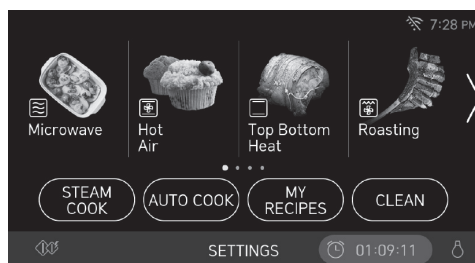 7:28 PM
Microwave
Hot
Air
Top Bottom
Heat
Roasting
STEAM
COOK
AUTO COOK
MY
RECIPES
CLEAN
SETTINGS
01:09:11